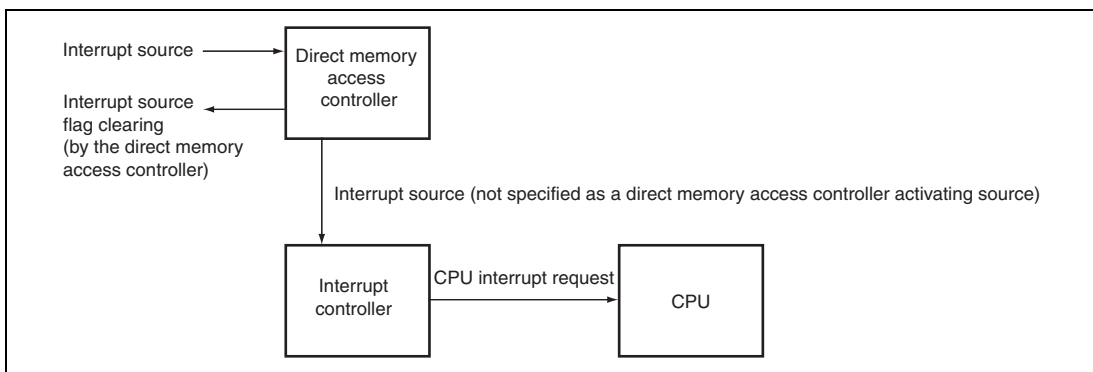 Interrupt source
Direct memory
access
controller
Interrupt source
flag clearing
(by the direct memory
access controller)
Interrupt source (not specified as a direct memory access controller activating source)
Interrupt
controller
CPU interrupt request
CPU